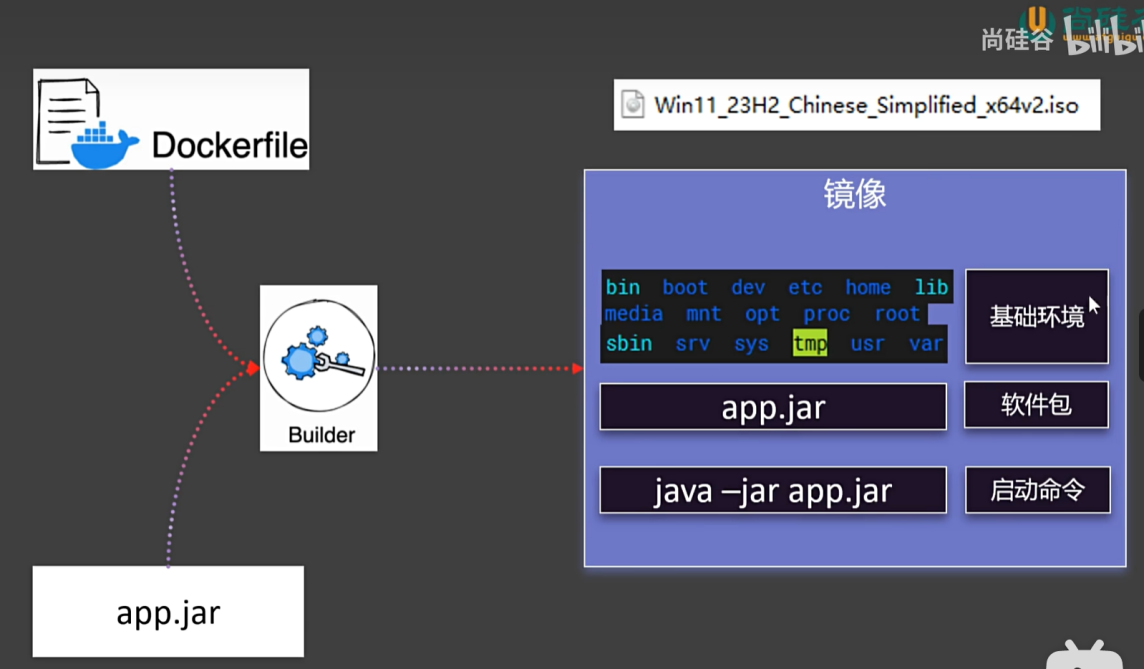 尚硅谷 bilibili
Dockerfile
Win11_23H2_Chinese_Simplified_x64v2.iso
镜像
bin boot dev etc home lib
media mnt opt proc root
sbin srv sys tmp usr var
基础环境
app.jar
软件包
java –jar app.jar
启动命令
Builder
app.jar